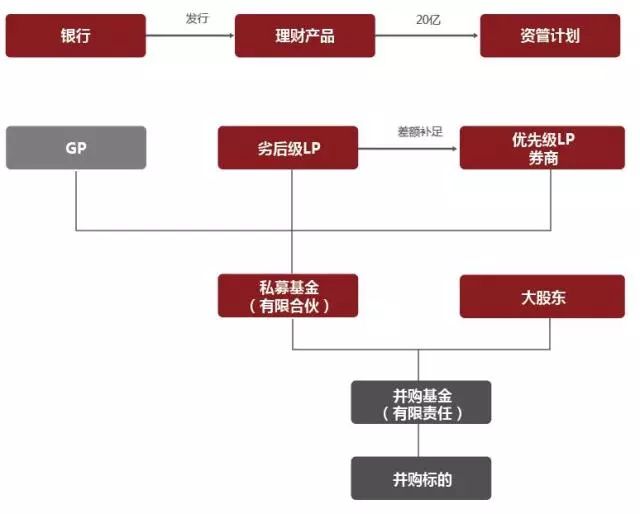 发行
20亿
银行
理财产品
资管计划
差额补足
GP
劣后级LP
优先级LP
券商
私募基金
（有限合伙）
大股东
并购基金
（有限责任）
并购标的